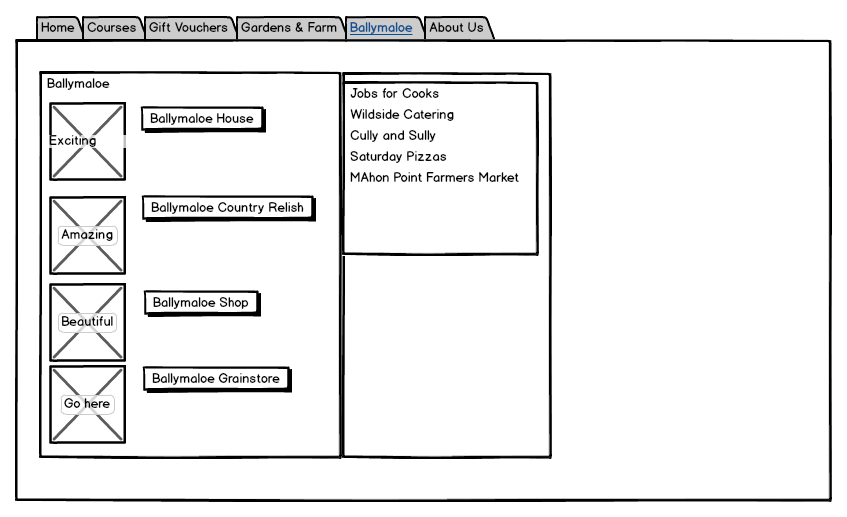 Home Courses Gift Vouchers Gardens & Farm Ballymaloe About Us
Ballymaloe
Exciting
Ballymaloe House
Amazing
Ballymaloe Country Relish
Beautiful
Ballymaloe Shop
Go here
Ballymaloe Grainstore
Jobs for Cooks
Wildside Catering
Cully and Sully
Saturday Pizzas
MAhon Point Farmers Market